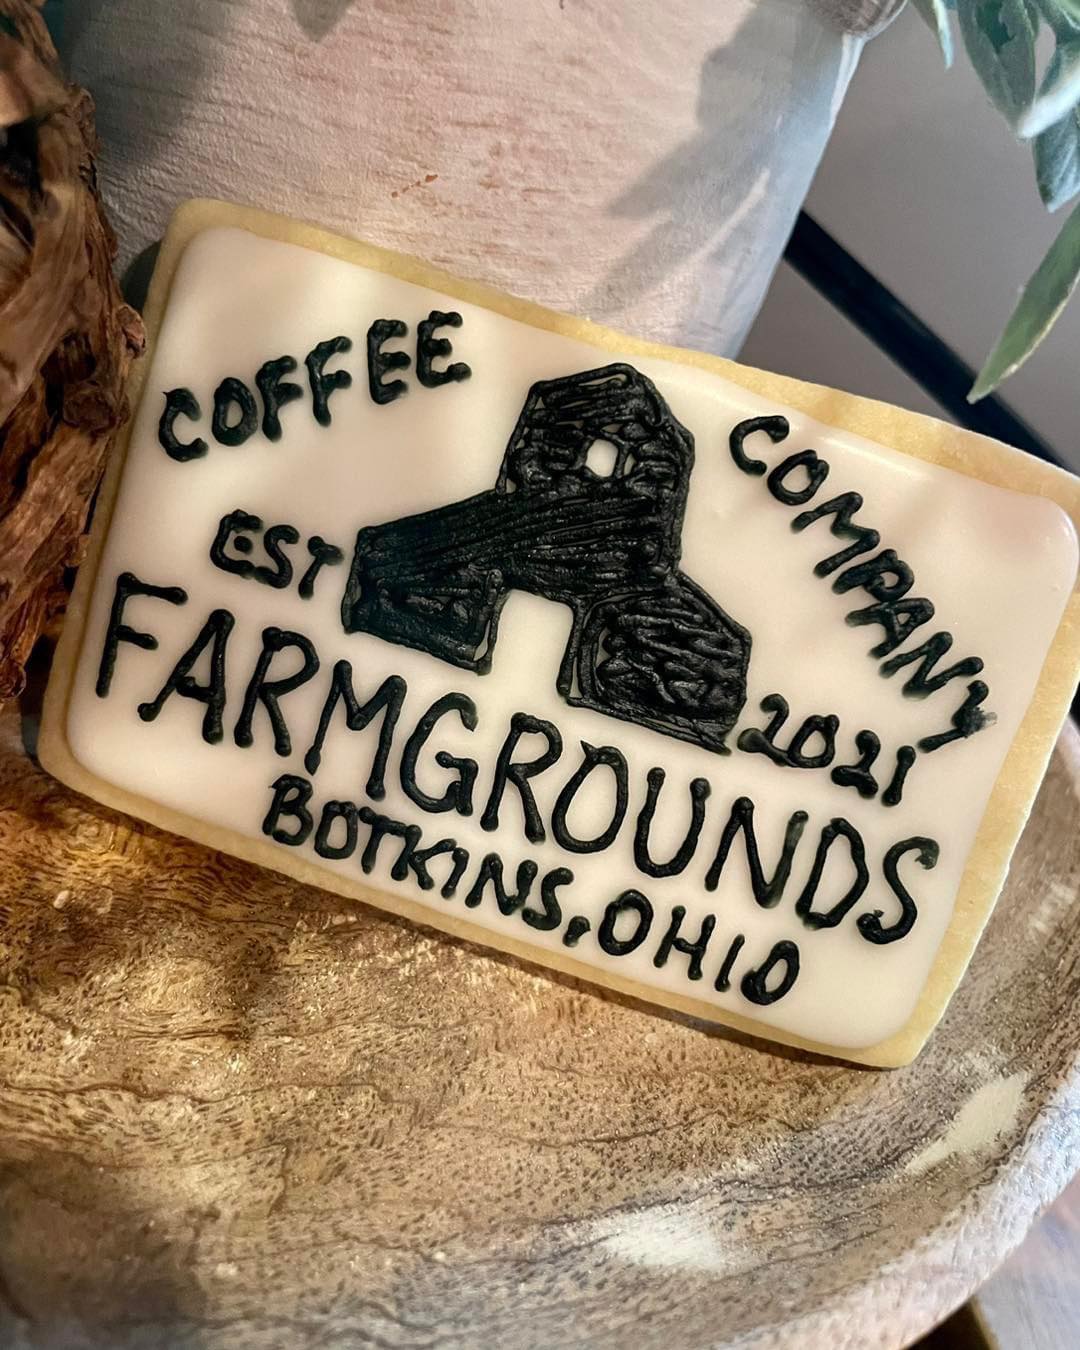 COFFEE COMPANY
EST 2021
FARMGROUNDS
BOTKINS, OHIO